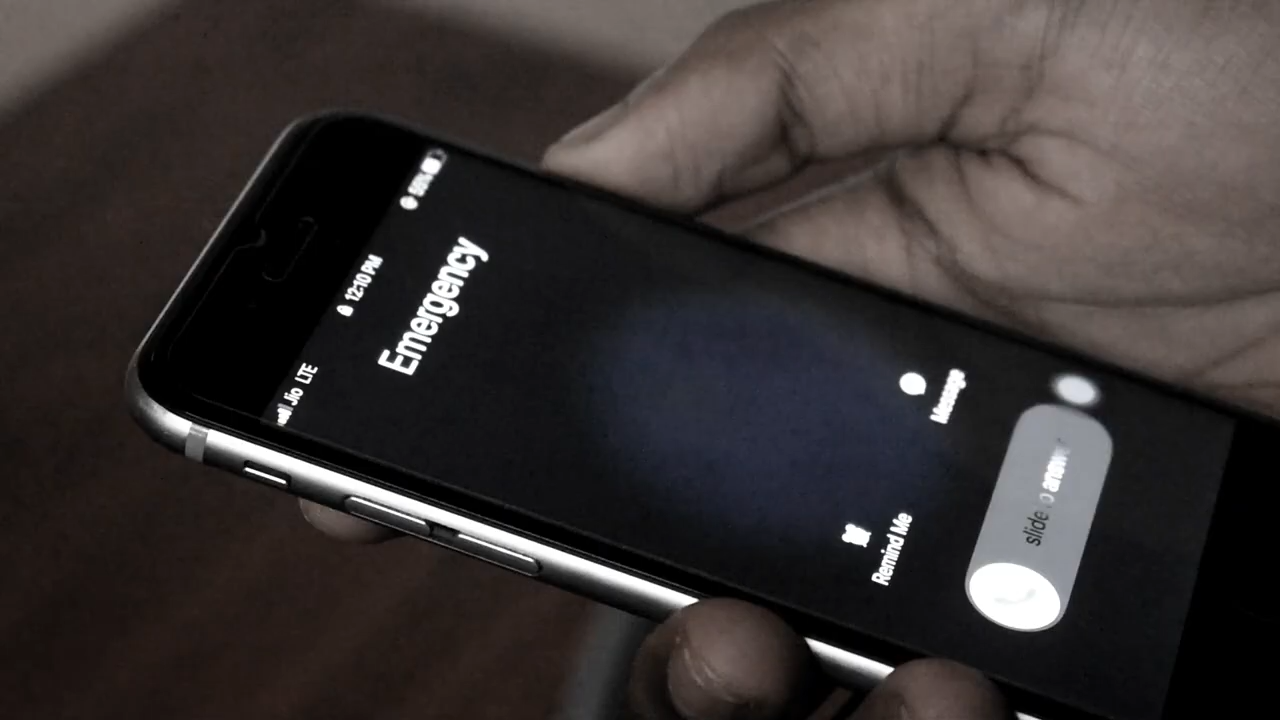 Jio LTE
12:10 PM
Emergency
Remind Me
Message
slide to answer